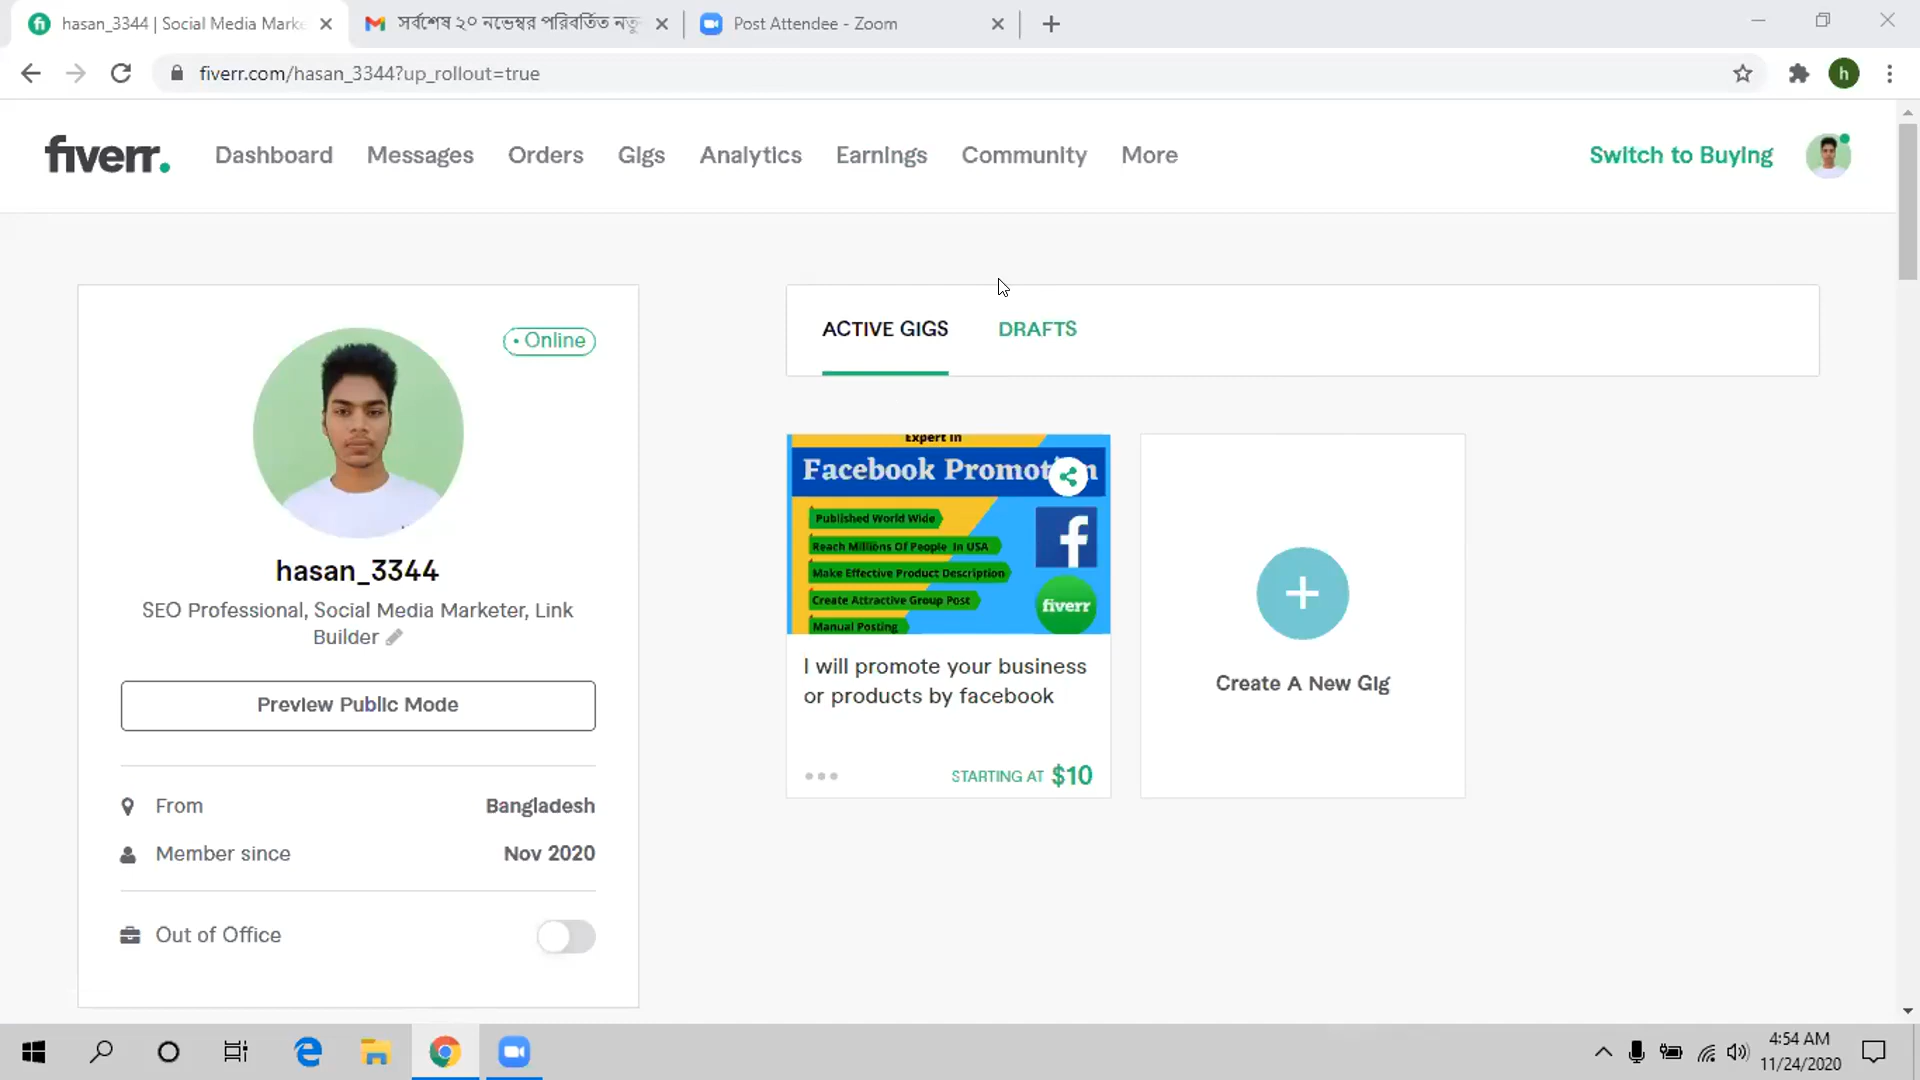 hasan_3344 | Social Media Marke
সর্বশেষ ২০ নভেম্বর পরিবর্তিত নতু
Post Attendee - Zoom
fiverr.com/hasan_3344?up_rollout=true
h
fiverr.
Dashboard
Messages
Orders
Gigs
Analytics
Earnings
Community
More
Switch to Buying
• Online
hasan_3344
SEO Professional, Social Media Marketer, Link
Builder
Preview Public Mode
From
Bangladesh
Member since
Nov 2020
Out of Office
ACTIVE GIGS
DRAFTS
Expert In
Facebook Promot n
Published World Wide
Reach Millions Of People In USA
Make Effective Product Description
Create Attractive Group Post
Manual Posting
fiverr
I will promote your business
or products by facebook
STARTING AT $10
Create A New Gig
4:54 AM
11/24/2020